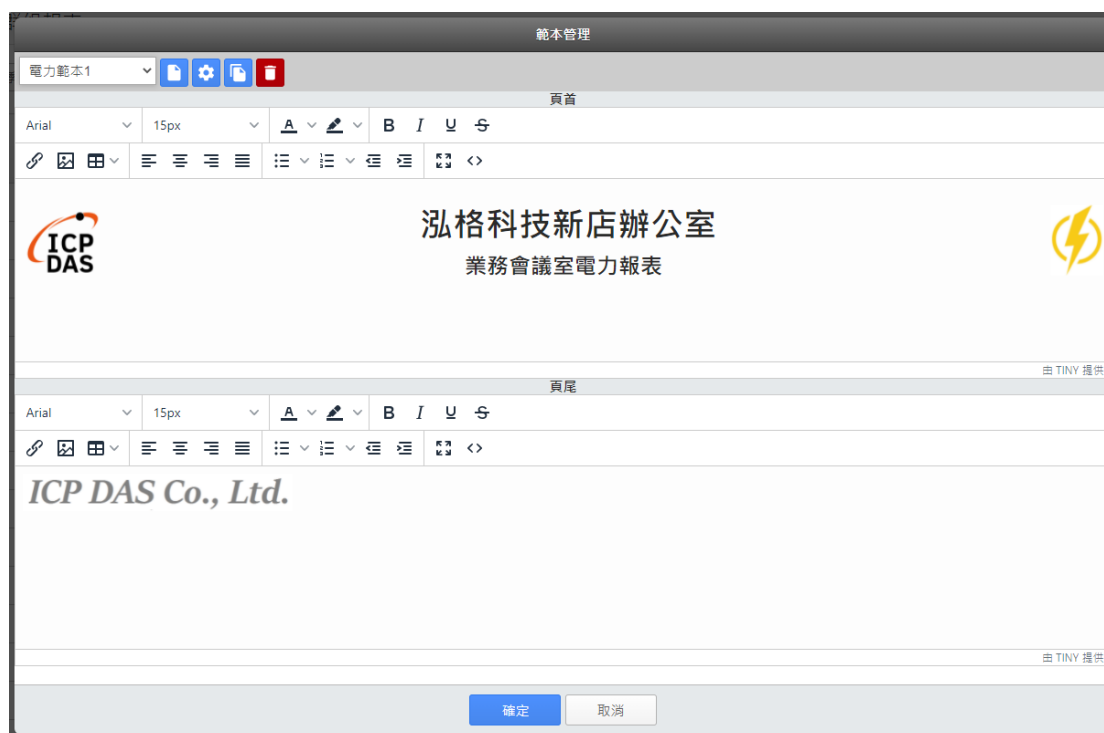 範本管理
電力範本1
頁首
Arial 15px A B I U S
ICP DAS
泓格科技新店辦公室
業務會議室電力報表
由 TINY 提供
頁尾
Arial 15px A B I U S
ICP DAS Co., Ltd.
由 TINY 提供
確定 取消